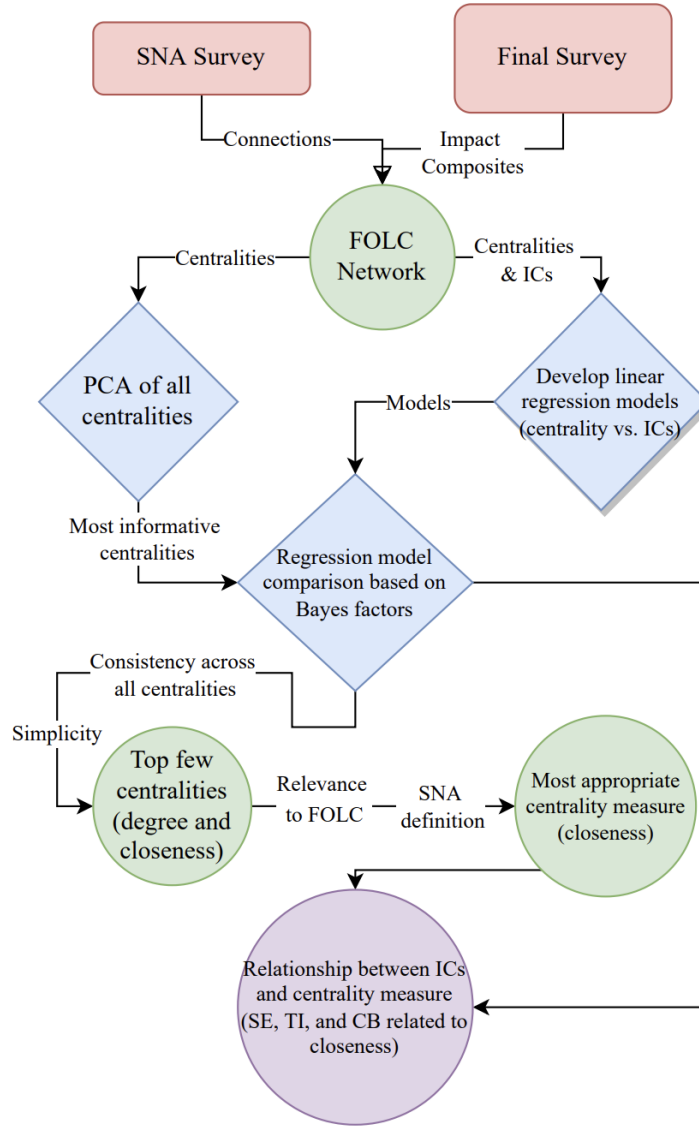 SNA Survey
Final Survey
Connections
Impact
Composites
FOLC
Network
Centralities
Centralities
& ICs
PCA of all
centralities
Develop linear
regression models
(centrality vs. ICs)
Models
Most informative
centralities
Regression model
comparison based on
Bayes factors
Consistency across
all centralities
Simplicity
Top few
centralities
(degree and
closeness)
Relevance
to FOLC
SNA
definition
Most appropriate
centrality measure
(closeness)
Relationship between ICs
and centrality measure
(SE, TI, and CB related to
closeness)